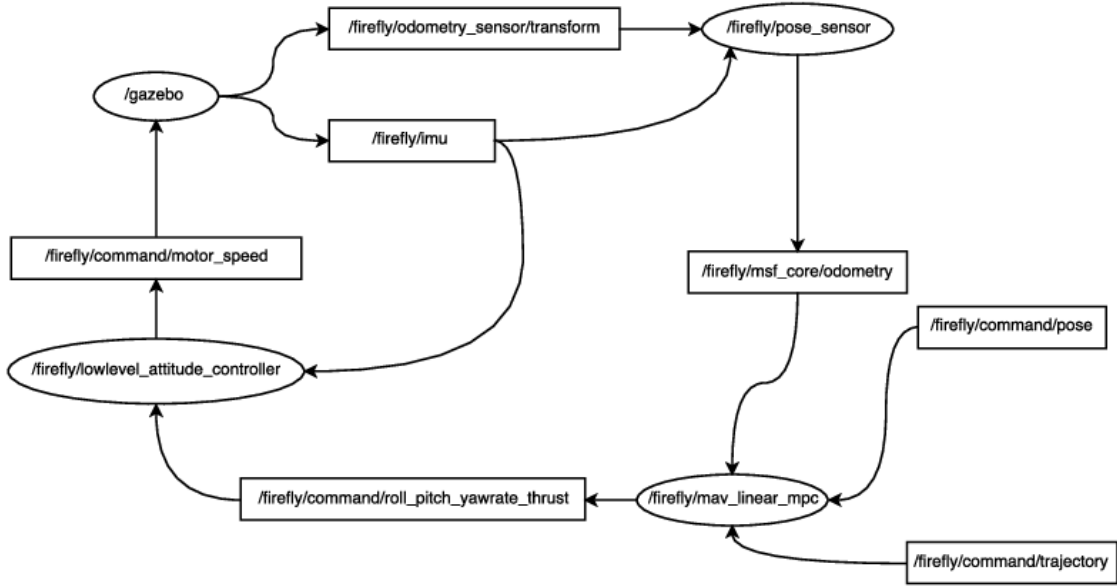 /firefly/odometry_sensor/transform
/firefly/pose_sensor
/gazebo
/firefly/imu
/firefly/command/motor_speed
/firefly/msf_core/odometry
/firefly/command/pose
/firefly/lowlevel_attitude_controller
/firefly/command/roll_pitch_yawrate_thrust
/firefly/mav_linear_mpc
/firefly/command/trajectory